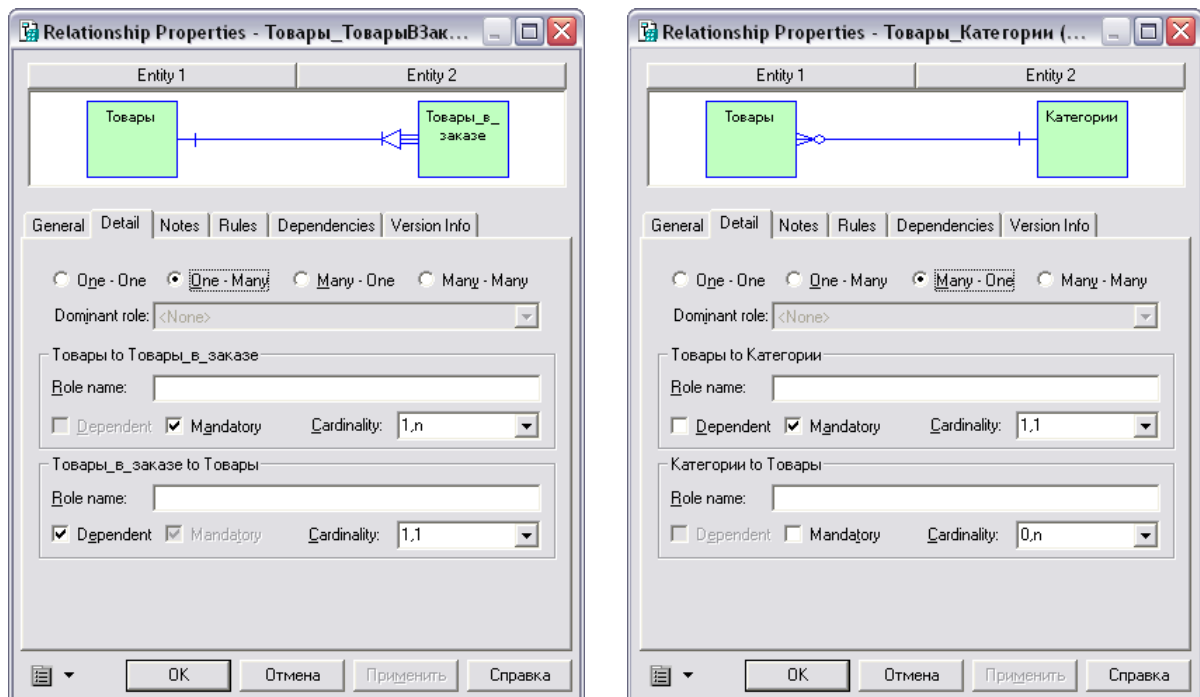 Relationship Properties - Товары_ТоварыВЗак...
Entity 1 Entity 2
Товары Товары_в_
заказе
General Detail Notes Rules Dependencies Version Info
One - One One - Many Many - One Many - Many
Dominant role: <None>
Товары to Товары_в_заказе
Role name:
Dependent Mandatory Cardinality: 1,n
Товары_в_заказе to Товары
Role name:
Dependent Mandatory Cardinality: 1,1
OK Отмена Применить Справка
Relationship Properties - Товары_Категории (...
Entity 1 Entity 2
Товары Категории
General Detail Notes Rules Dependencies Version Info
One - One One - Many Many - One Many - Many
Dominant role: <None>
Товары to Категории
Role name:
Dependent Mandatory Cardinality: 1,1
Категории to Товары
Role name:
Dependent Mandatory Cardinality: 0,n
OK Отмена Применить Справка